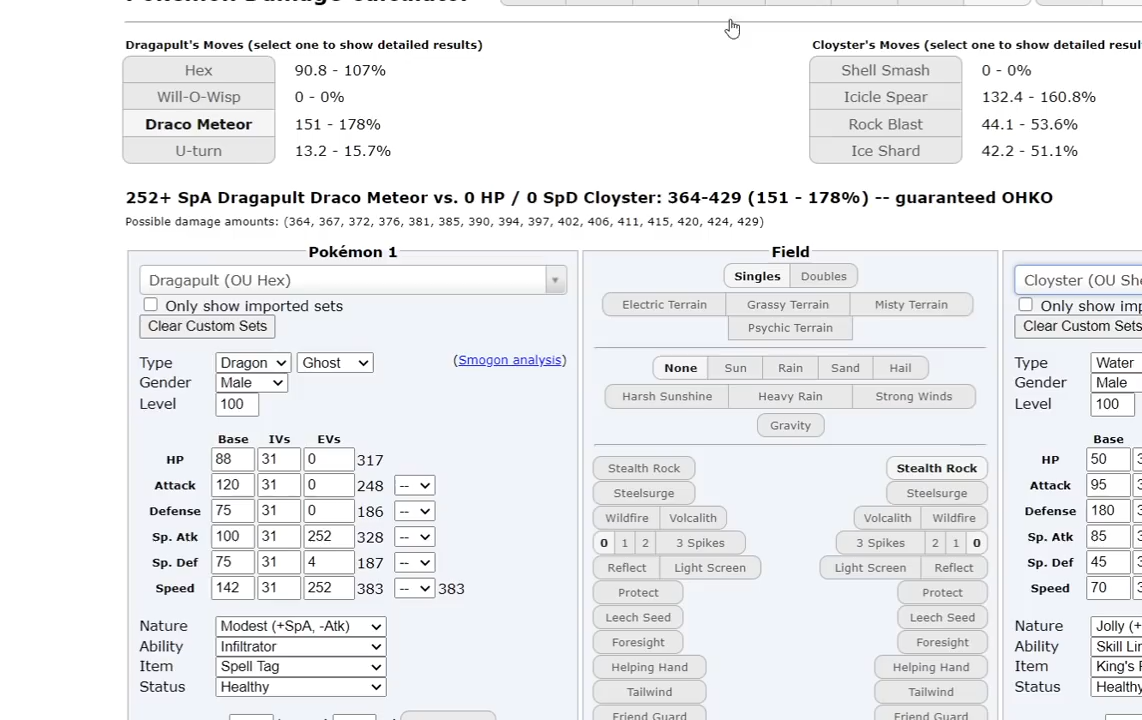 Dragapult's Moves (select one to show detailed results)
Hex 90.8 - 107%
Will-O-Wisp 0 - 0%
Draco Meteor 151 - 178%
U-turn 13.2 - 15.7%
Cloyster's Moves (select one to show detailed
Shell Smash 0 - 0%
Icicle Spear 132.4 - 160.8%
Rock Blast 44.1 - 53.6%
Ice Shard 42.2 - 51.1%
252+ SpA Dragapult Draco Meteor vs. 0 HP / 0 SpD Cloyster: 364-429 (151 - 178%) -- guaranteed OHKO
Possible damage amounts: (364, 367, 372, 376, 381, 385, 390, 394, 397, 402, 406, 411, 415, 420, 424, 429)
Pokémon 1
Dragapult (OU Hex)
Only show imported sets
Clear Custom Sets
Type Dragon Ghost (Smogon analysis)
Gender Male
Level 100
Base IVs EVs
HP 88 31 0 317
Attack 120 31 0 248 --
Defense 75 31 0 186 --
Sp. Atk 100 31 252 328 --
Sp. Def 75 31 4 187 --
Speed 142 31 252 383 -- 383
Nature Modest (+SpA, -Atk)
Ability Infiltrator
Item Spell Tag
Status Healthy
Field
Singles Doubles
Electric Terrain Grassy Terrain Misty Terrain
Psychic Terrain
None Sun Rain Sand Hail
Harsh Sunshine Heavy Rain Strong Winds
Gravity
Stealth Rock Stealth Rock
Steelsurge Steelsurge
Wildfire Volcalith Volcalith Wildfire
0 1 2 3 Spikes 3 Spikes 2 1 0
Reflect Light Screen Light Screen Reflect
Protect Protect
Leech Seed Leech Seed
Foresight Foresight
Helping Hand Helping Hand
Tailwind Tailwind
Friend Guard Friend Guard
Cloyster (OU She
Only show imp
Clear Custom Sets
Type Water
Gender Male
Level 100
Base
HP 50
Attack 95
Defense 180
Sp. Atk 85
Sp. Def 45
Speed 70
Nature Jolly (+
Ability Skill Lin
Item King's
Status Healthy